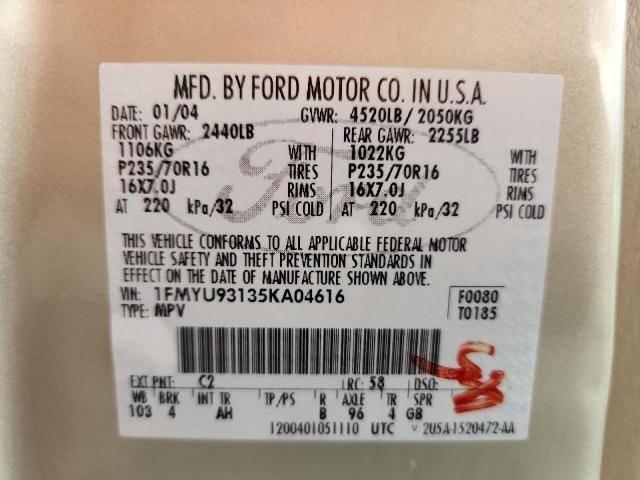 MFD. BY FORD MOTOR CO. IN U.S.A.
DATE: 01/04 GVWR: 4520LB/ 2050KG
FRONT GAWR: 2440LB REAR GAWR: 2255LB
1106KG WITH 1022KG WITH
P235/70R16 TIRES P235/70R16 TIRES
16X7.0J RIMS 16X7.0J RIMS
AT 220 kPa/32 PSI COLD AT 220 kPa/32 PSI COLD
Ford
THIS VEHICLE CONFORMS TO ALL APPLICABLE FEDERAL MOTOR
VEHICLE SAFETY AND THEFT PREVENTION STANDARDS IN
EFFECT ON THE DATE OF MANUFACTURE SHOWN ABOVE.
VIN: 1FMYU93135KA04616 F0080
TYPE: MPV T0185
EXT PNT: C2 RC: 58 DSO:
WB BRK INT TR TP/PS R AXLE TR SPR
103 4 AH B 96 4 GB
1200401051110 UTC 2U5A-1520472-AA
58